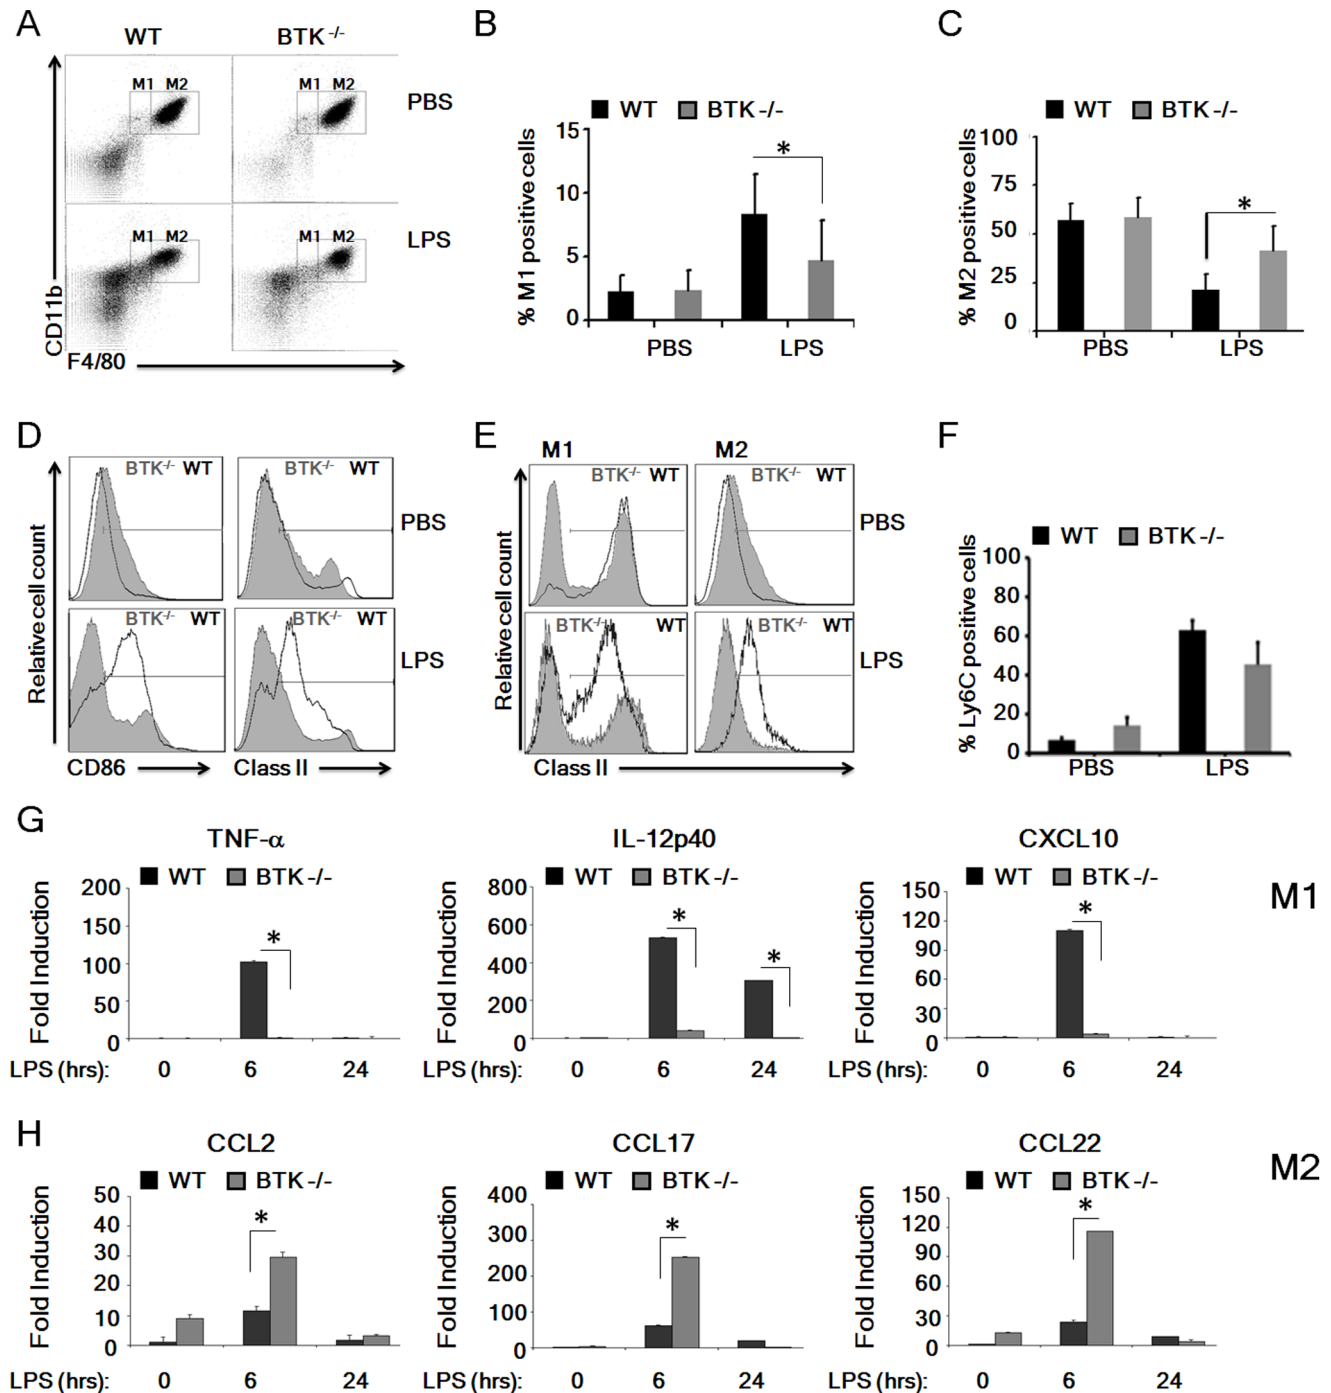 A
WT BTK -/-
M1 M2 M1 M2
PBS
M1 M2 M1 M2
LPS
CD11b
F4/80
B
WT BTK -/-
% M1 positive cells
15
10
5
0
*
PBS LPS
C
WT BTK -/-
% M2 positive cells
100
75
50
25
0
*
PBS LPS
D
Relative cell count
BTK-/- WT BTK-/- WT
PBS
BTK-/- WT BTK-/- WT
LPS
CD86 Class II
E
M1 M2
Relative cell count
BTK-/- WT BTK-/- WT
PBS
BTK-/- WT BTK-/- WT
LPS
Class II
F
WT BTK -/-
% Ly6C positive cells
100
80
60
40
20
0
PBS LPS
G
TNF-α
WT BTK -/-
Fold Induction
200
150
100
50
0
*
LPS (hrs): 0 6 24
IL-12p40
WT BTK -/-
Fold Induction
800
600
400
200
0
* *
LPS (hrs): 0 6 24
CXCL10
WT BTK -/-
Fold Induction
150
120
90
60
30
0
*
LPS (hrs): 0 6 24
M1
H
CCL2
WT BTK -/-
Fold Induction
50
40
30
20
10
0
*
LPS (hrs): 0 6 24
CCL17
WT BTK -/-
Fold Induction
400
300
200
100
0
*
LPS (hrs): 0 6 24
CCL22
WT BTK -/-
Fold Induction
150
120
90
60
30
0
*
LPS (hrs): 0 6 24
M2